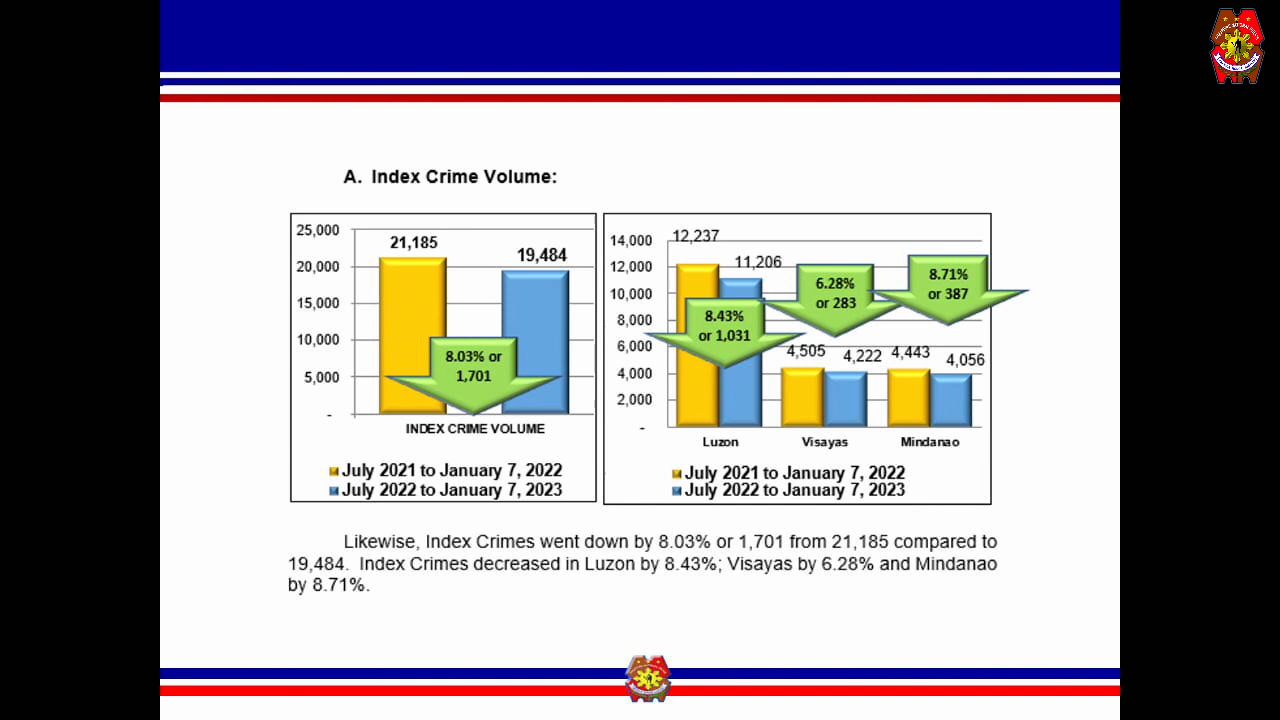 A. Index Crime Volume:
25,000
20,000
15,000
10,000
5,000
-
21,185
19,484
8.03% or
1,701
INDEX CRIME VOLUME
July 2021 to January 7, 2022
July 2022 to January 7, 2023
14,000
12,000
10,000
8,000
6,000
4,000
2,000
-
12,237
11,206
8.43%
or 1,031
6.28%
or 283
4,505
4,222
8.71%
or 387
4,443
4,056
Luzon
Visayas
Mindanao
July 2021 to January 7, 2022
July 2022 to January 7, 2023
Likewise, Index Crimes went down by 8.03% or 1,701 from 21,185 compared to
19,484. Index Crimes decreased in Luzon by 8.43%; Visayas by 6.28% and Mindanao
by 8.71%.